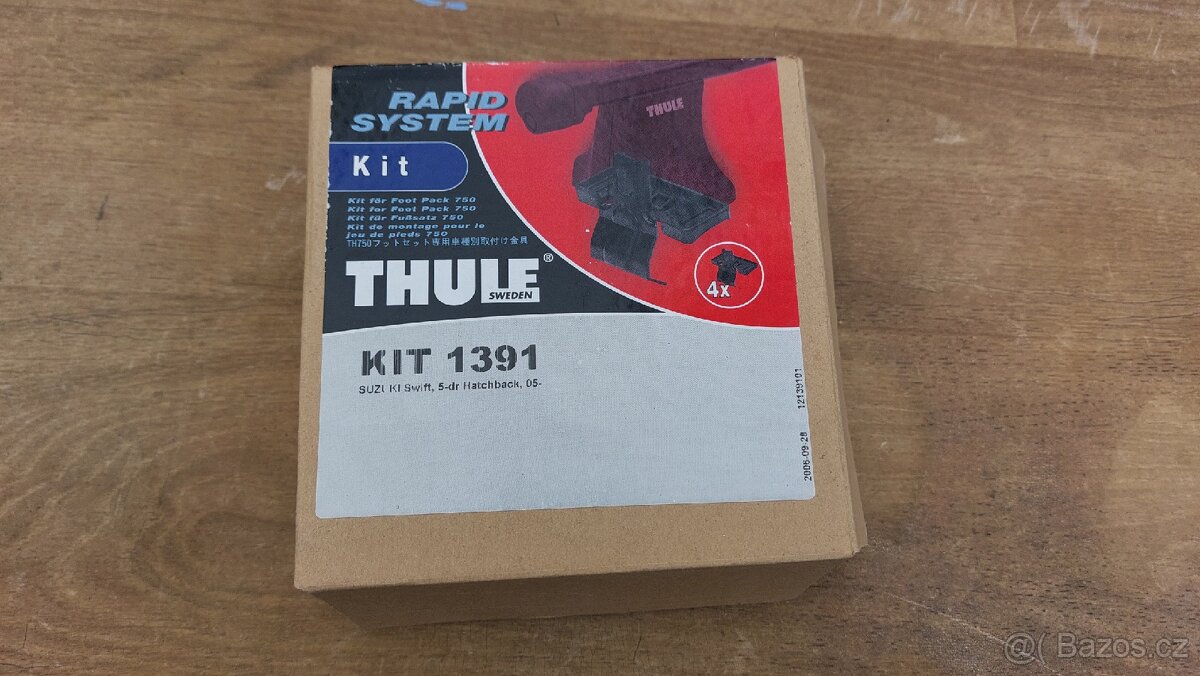 RAPID
SYSTEM
Kit
Kit för Foot Pack 750
Kit for Foot Pack 750
Kit für Fußsatz 750
Kit de montage pour le
jeu de pieds 750
TH750フットセット専用車種別取付け金具
THULE®
SWEDEN
THULE
4x
KIT 1391
SUZUKI Swift, 5-dr Hatchback, 05-
2006-09-28 12139101
@( Bazos.cz